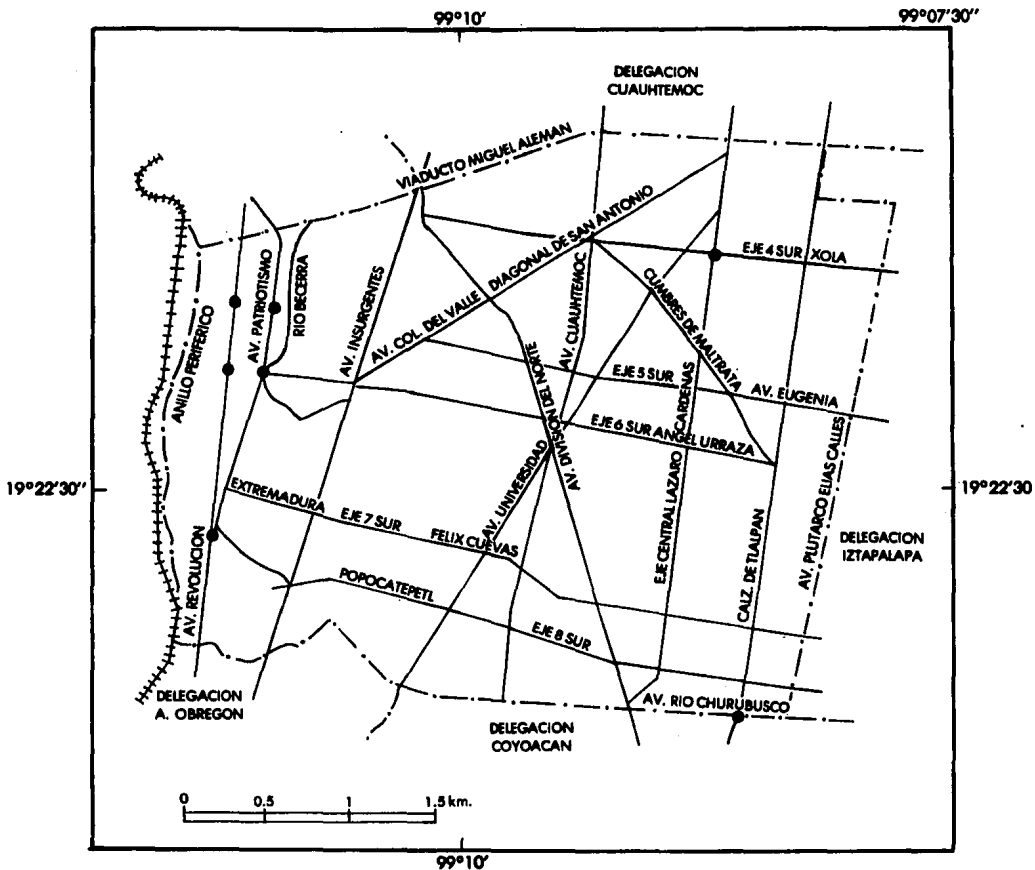 99°10'
99°07'30''
DELEGACION
CUAUHTEMOC
VIADUCTO MIGUEL ALEMAN
DIAGONAL DE SAN ANTONIO
EJE 4 SUR XOLA
AV. PATRIOTISMO
RIO BECERRA
AV. INSURGENTES
AV. COL. DEL VALLE
AV. CUAUHTEMOC
CUMBRES DE MALTRATA
ANILLO PERIFERICO
AV. DIVISION DEL NORTE
EJE 5 SUR
AV. EUGENIA
EJE 6 SUR ANGEL URRAZA
EJE CENTRAL LAZARO CARDENAS
AV. PLUTARCO ELIAS CALLES
19°22'30''
19°22'30
EXTREMADURA
EJE 7 SUR
FELIX CUEVAS
AV. UNIVERSIDAD
DELEGACION
IZTAPALAPA
AV. REVOLUCION
POPOCATEPETL
CALZ. DE TLALPAN
EJE 8 SUR
DELEGACION
A. OBREGON
AV. RIO CHURUBUSCO
DELEGACION
COYOACAN
0 0.5 1 1.5 km.
99°10'